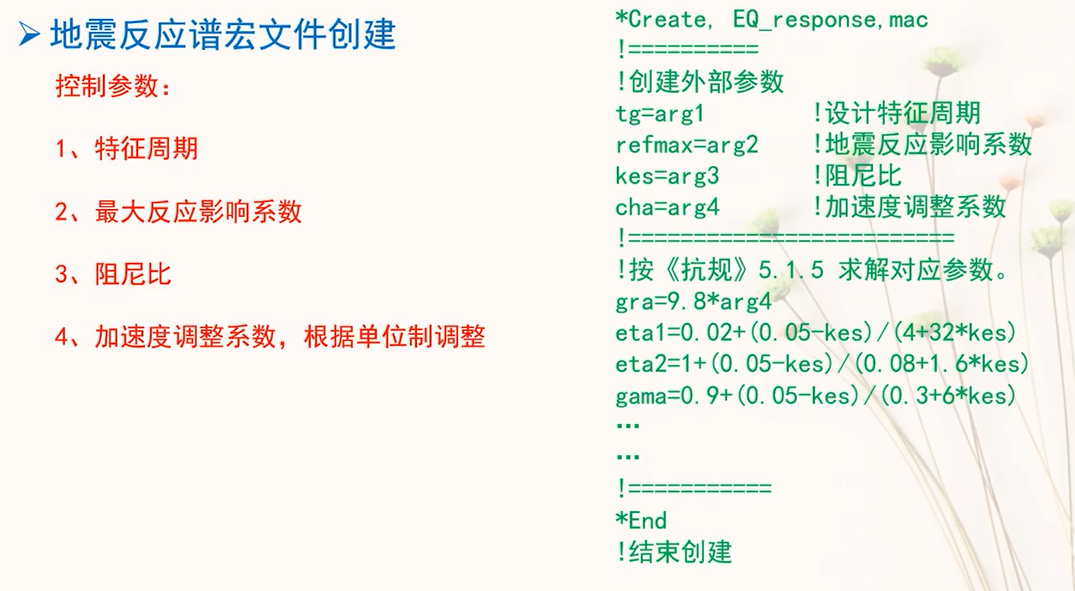 ➢地震反应谱宏文件创建
控制参数：
1、特征周期
2、最大反应影响系数
3、阻尼比
4、加速度调整系数，根据单位制调整
*Create, EQ_response,mac
!==========
!创建外部参数
tg=arg1 !设计特征周期
refmax=arg2 !地震反应影响系数
kes=arg3 !阻尼比
cha=arg4 !加速度调整系数
!=========================
!按《抗规》5.1.5 求解对应参数。
gra=9.8*arg4
eta1=0.02+(0.05-kes)/(4+32*kes)
eta2=1+(0.05-kes)/(0.08+1.6*kes)
gama=0.9+(0.05-kes)/(0.3+6*kes)
…
…
!===========
*End
!结束创建